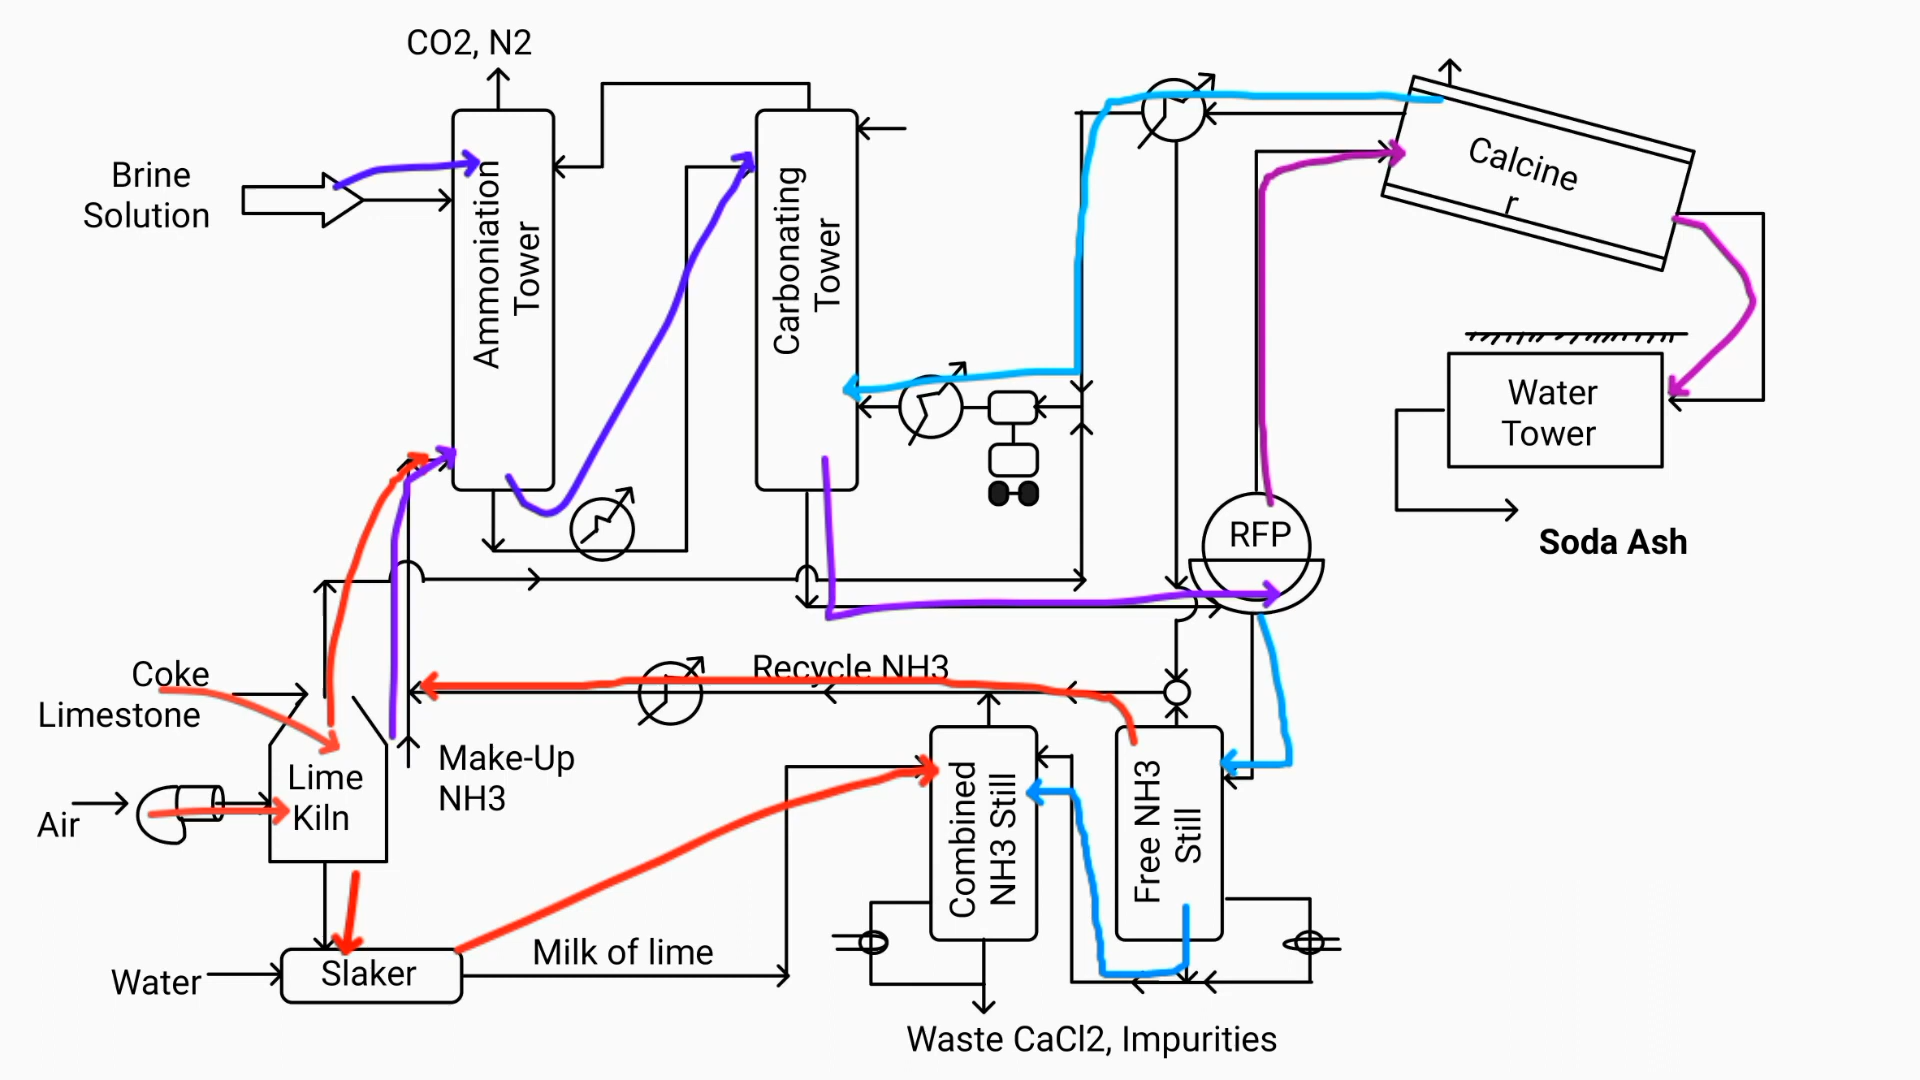 CO2, N2
Brine
Solution
Ammoniation
Tower
Carbonating
Tower
Calcine
r
Water
Tower
RFP
Soda Ash
Recycle NH3
Coke
Limestone
Lime
Kiln
Air
Make-Up
NH3
Combined
NH3 Still
Free NH3
Still
Milk of lime
Slaker
Water
Waste CaCl2, Impurities